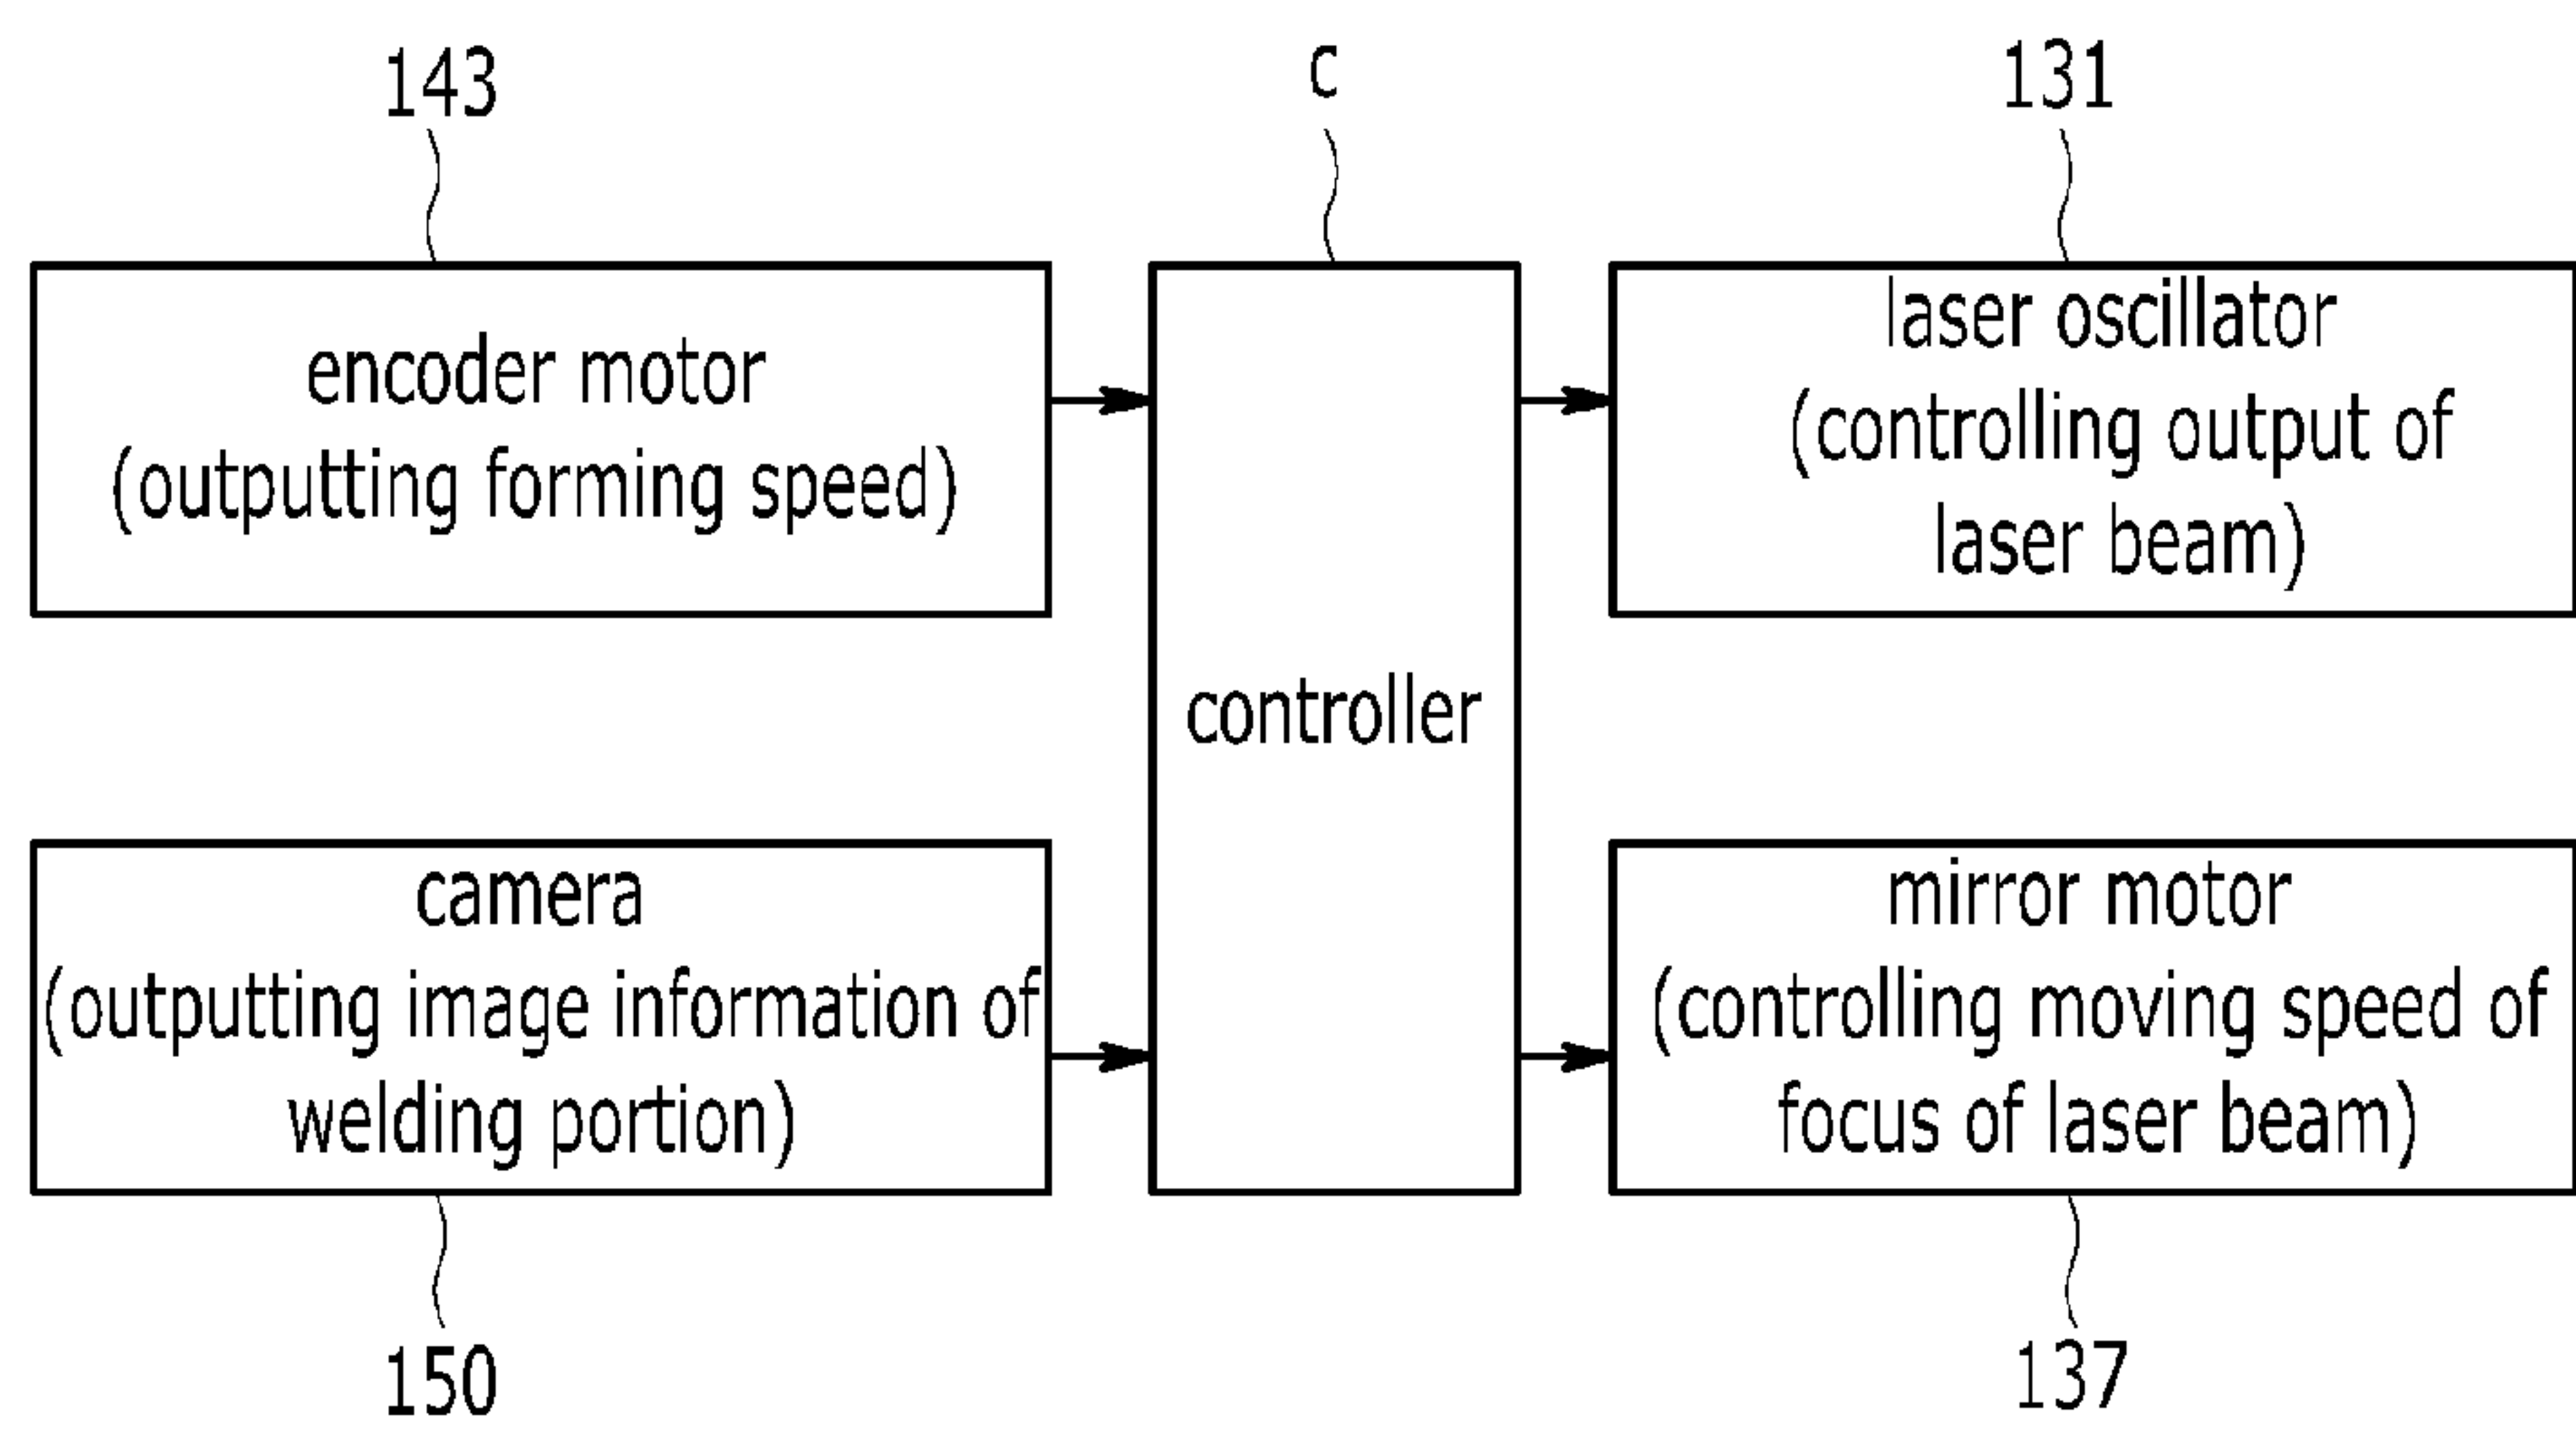 143
C
131
encoder motor
(outputting forming speed)
controller
laser oscillator
(controlling output of
laser beam)
camera
(outputting image information of
welding portion)
mirror motor
(controlling moving speed of
focus of laser beam)
150
137